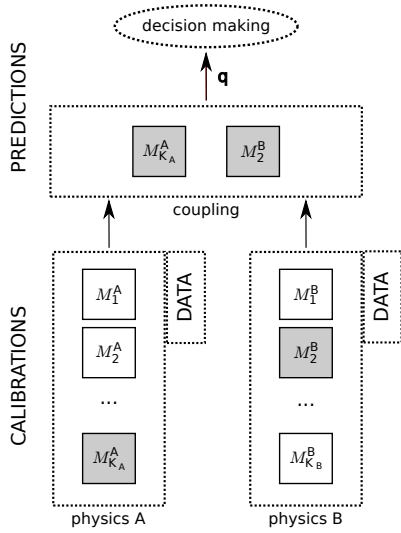 decision making
PREDICTIONS
q
M^A_{K_A} M^B_2
coupling
CALIBRATIONS
DATA
DATA
M^A_1
M^B_1
M^A_2
M^B_2
...
...
M^A_{K_A}
M^B_{K_B}
physics A
physics B